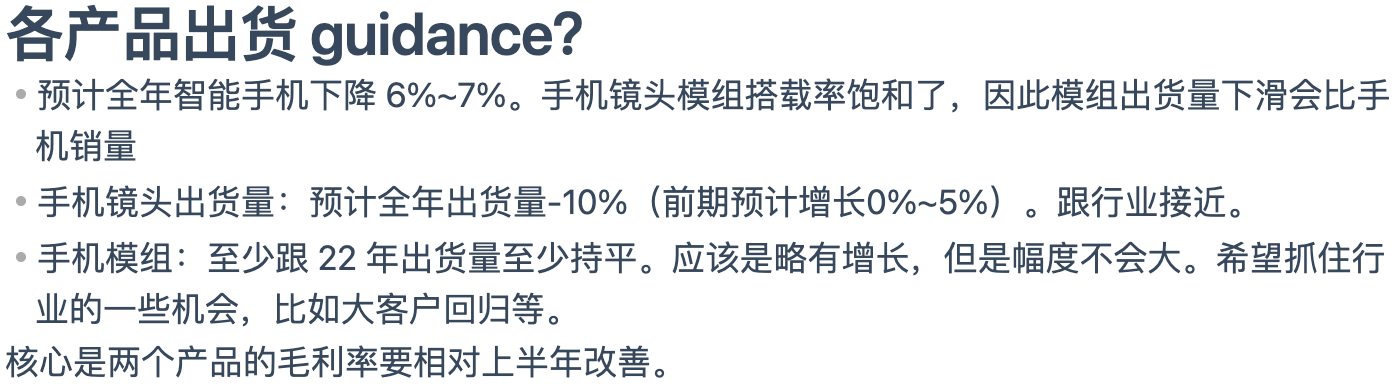 各产品出货 guidance?
• 预计全年智能手机下降 6%~7%。手机镜头模组搭载率饱和了，因此模组出货量下滑会比手
机销量
• 手机镜头出货量：预计全年出货量-10%（前期预计增长0%~5%）。跟行业接近。
• 手机模组：至少跟 22 年出货量至少持平。应该是略有增长，但是幅度不会大。希望抓住行
业的一些机会，比如大客户回归等。
核心是两个产品的毛利率要相对上半年改善。